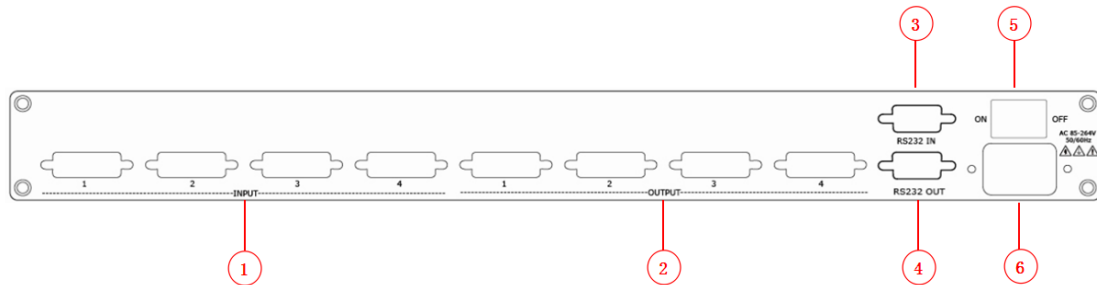 3
5
RS232 IN
ON
OFF
AC 85-264V
50/60Hz
1 2 3 4 1 2 3 4
INPUT
OUTPUT
RS232 OUT
1
2
4
6